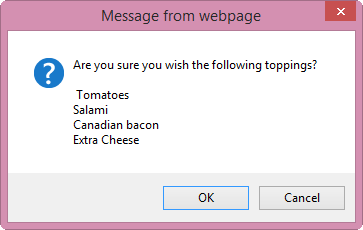 Message from webpage
Are you sure you wish the following toppings?
Tomatoes
Salami
Canadian bacon
Extra Cheese
OK
Cancel